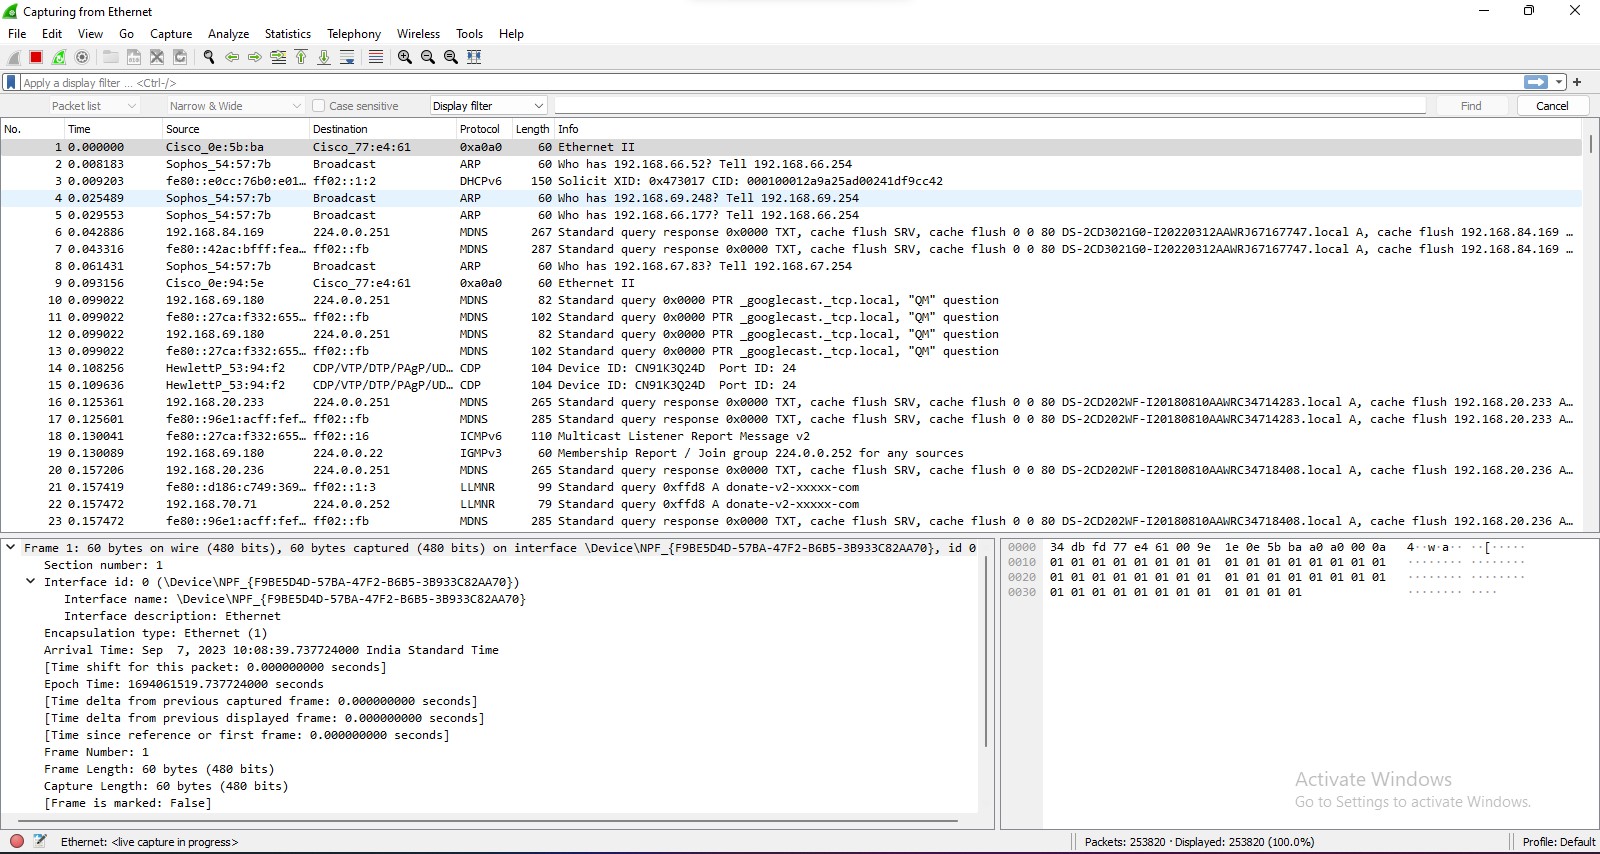 Capturing from Ethernet
File Edit View Go Capture Analyze Statistics Telephony Wireless Tools Help
Apply a display filter ... <Ctrl-/>
Packet list Narrow & Wide Case sensitive Display filter Find Cancel
No. Time Source Destination Protocol Length Info
1 0.000000 Cisco_0e:5b:ba Cisco_77:e4:61 0xa0a0 60 Ethernet II
2 0.008183 Sophos_54:57:7b Broadcast ARP 60 Who has 192.168.66.52? Tell 192.168.66.254
3 0.009203 fe80::e0cc:76b0:e01… ff02::1:2 DHCPv6 150 Solicit XID: 0x473017 CID: 000100012a9a25ad00241df9cc42
4 0.025489 Sophos_54:57:7b Broadcast ARP 60 Who has 192.168.69.248? Tell 192.168.69.254
5 0.029553 Sophos_54:57:7b Broadcast ARP 60 Who has 192.168.66.177? Tell 192.168.66.254
6 0.042886 192.168.84.169 224.0.0.251 MDNS 267 Standard query response 0x0000 TXT, cache flush SRV, cache flush 0 0 80 DS-2CD3021G0-I20220312AAWRJ67167747.local A, cache flush 192.168.84.169 …
7 0.043316 fe80::42ac:bfff:fea… ff02::fb MDNS 287 Standard query response 0x0000 TXT, cache flush SRV, cache flush 0 0 80 DS-2CD3021G0-I20220312AAWRJ67167747.local A, cache flush 192.168.84.169 …
8 0.061431 Sophos_54:57:7b Broadcast ARP 60 Who has 192.168.67.83? Tell 192.168.67.254
9 0.093156 Cisco_0e:94:5e Cisco_77:e4:61 0xa0a0 60 Ethernet II
10 0.099022 192.168.69.180 224.0.0.251 MDNS 82 Standard query 0x0000 PTR _googlecast._tcp.local, "QM" question
11 0.099022 fe80::27ca:f332:655… ff02::fb MDNS 102 Standard query 0x0000 PTR _googlecast._tcp.local, "QM" question
12 0.099022 192.168.69.180 224.0.0.251 MDNS 82 Standard query 0x0000 PTR _googlecast._tcp.local, "QM" question
13 0.099022 fe80::27ca:f332:655… ff02::fb MDNS 102 Standard query 0x0000 PTR _googlecast._tcp.local, "QM" question
14 0.108256 HewlettP_53:94:f2 CDP/VTP/DTP/PAgP/UD… CDP 104 Device ID: CN91K3Q24D Port ID: 24
15 0.109636 HewlettP_53:94:f2 CDP/VTP/DTP/PAgP/UD… CDP 104 Device ID: CN91K3Q24D Port ID: 24
16 0.125361 192.168.20.233 224.0.0.251 MDNS 265 Standard query response 0x0000 TXT, cache flush SRV, cache flush 0 0 80 DS-2CD202WF-I20180810AAWRC34714283.local A, cache flush 192.168.20.233 A…
17 0.125601 fe80::96e1:acff:fef… ff02::fb MDNS 285 Standard query response 0x0000 TXT, cache flush SRV, cache flush 0 0 80 DS-2CD202WF-I20180810AAWRC34714283.local A, cache flush 192.168.20.233 A…
18 0.130041 fe80::27ca:f332:655… ff02::16 ICMPv6 110 Multicast Listener Report Message v2
19 0.130089 192.168.69.180 224.0.0.22 IGMPv3 60 Membership Report / Join group 224.0.0.252 for any sources
20 0.157206 192.168.20.236 224.0.0.251 MDNS 265 Standard query response 0x0000 TXT, cache flush SRV, cache flush 0 0 80 DS-2CD202WF-I20180810AAWRC34718408.local A, cache flush 192.168.20.236 A…
21 0.157419 fe80::d186:c749:369… ff02::1:3 LLMNR 99 Standard query 0xffd8 A donate-v2-xxxxx-com
22 0.157472 192.168.70.71 224.0.0.252 LLMNR 79 Standard query 0xffd8 A donate-v2-xxxxx-com
23 0.157472 fe80::96e1:acff:fef… ff02::fb MDNS 285 Standard query response 0x0000 TXT, cache flush SRV, cache flush 0 0 80 DS-2CD202WF-I20180810AAWRC34718408.local A, cache flush 192.168.20.236 A…
Frame 1: 60 bytes on wire (480 bits), 60 bytes captured (480 bits) on interface \Device\NPF_{F9BE5D4D-57BA-47F2-B6B5-3B933C82AA70}, id 0
Section number: 1
Interface id: 0 (\Device\NPF_{F9BE5D4D-57BA-47F2-B6B5-3B933C82AA70})
Interface name: \Device\NPF_{F9BE5D4D-57BA-47F2-B6B5-3B933C82AA70}
Interface description: Ethernet
Encapsulation type: Ethernet (1)
Arrival Time: Sep 7, 2023 10:08:39.737724000 India Standard Time
[Time shift for this packet: 0.000000000 seconds]
Epoch Time: 1694061519.737724000 seconds
[Time delta from previous captured frame: 0.000000000 seconds]
[Time delta from previous displayed frame: 0.000000000 seconds]
[Time since reference or first frame: 0.000000000 seconds]
Frame Number: 1
Frame Length: 60 bytes (480 bits)
Capture Length: 60 bytes (480 bits)
[Frame is marked: False]
0000 34 db fd 77 e4 61 00 9e 1e 0e 5b ba a0 a0 00 0a 4··w·a·· ··[·····
0010 01 01 01 01 01 01 01 01 01 01 01 01 01 01 01 01 ········ ········
0020 01 01 01 01 01 01 01 01 01 01 01 01 01 01 01 01 ········ ········
0030 01 01 01 01 01 01 01 01 01 01 01 01 ········ ····
Activate Windows
Go to Settings to activate Windows.
Ethernet: <live capture in progress> Packets: 253820 · Displayed: 253820 (100.0%) Profile: Default